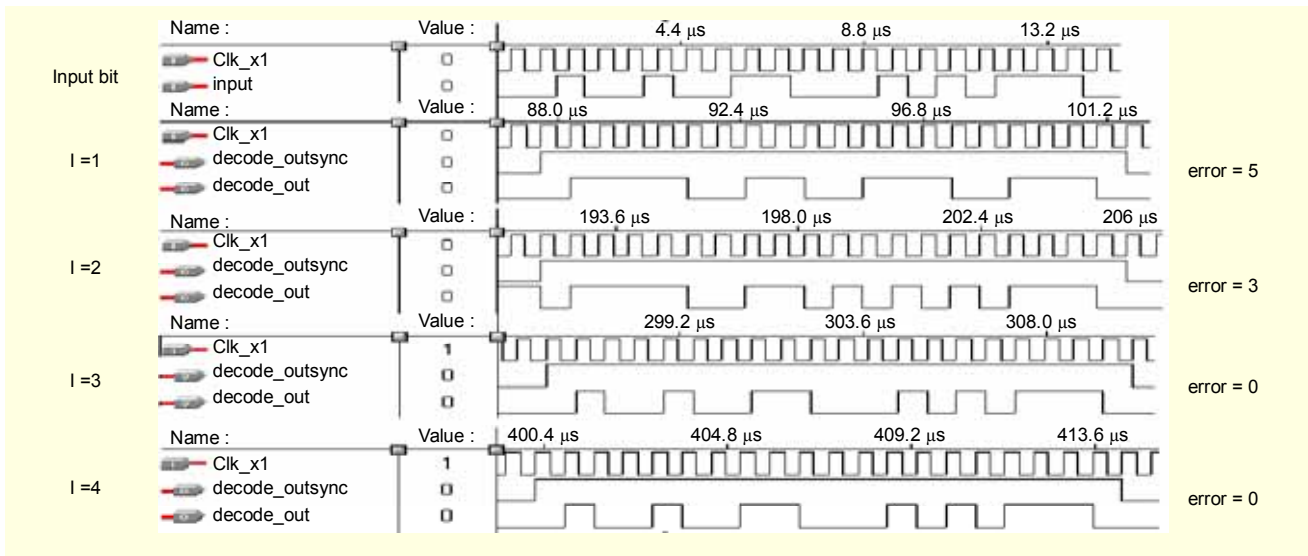 Name : Value : 4.4 μs 8.8 μs 13.2 μs
Input bit
Clk_x1 0
input 0
Name : Value : 88.0 μs 92.4 μs 96.8 μs 101.2 μs
I =1
Clk_x1 0
decode_outsync 0
decode_out 0
error = 5
Name : Value : 193.6 μs 198.0 μs 202.4 μs 206 μs
I =2
Clk_x1 0
decode_outsync 0
decode_out 0
error = 3
Name : Value : 299.2 μs 303.6 μs 308.0 μs
I =3
Clk_x1 1
decode_outsync 0
decode_out 0
error = 0
Name : Value : 400.4 μs 404.8 μs 409.2 μs 413.6 μs
I =4
Clk_x1 1
decode_outsync 0
decode_out 0
error = 0